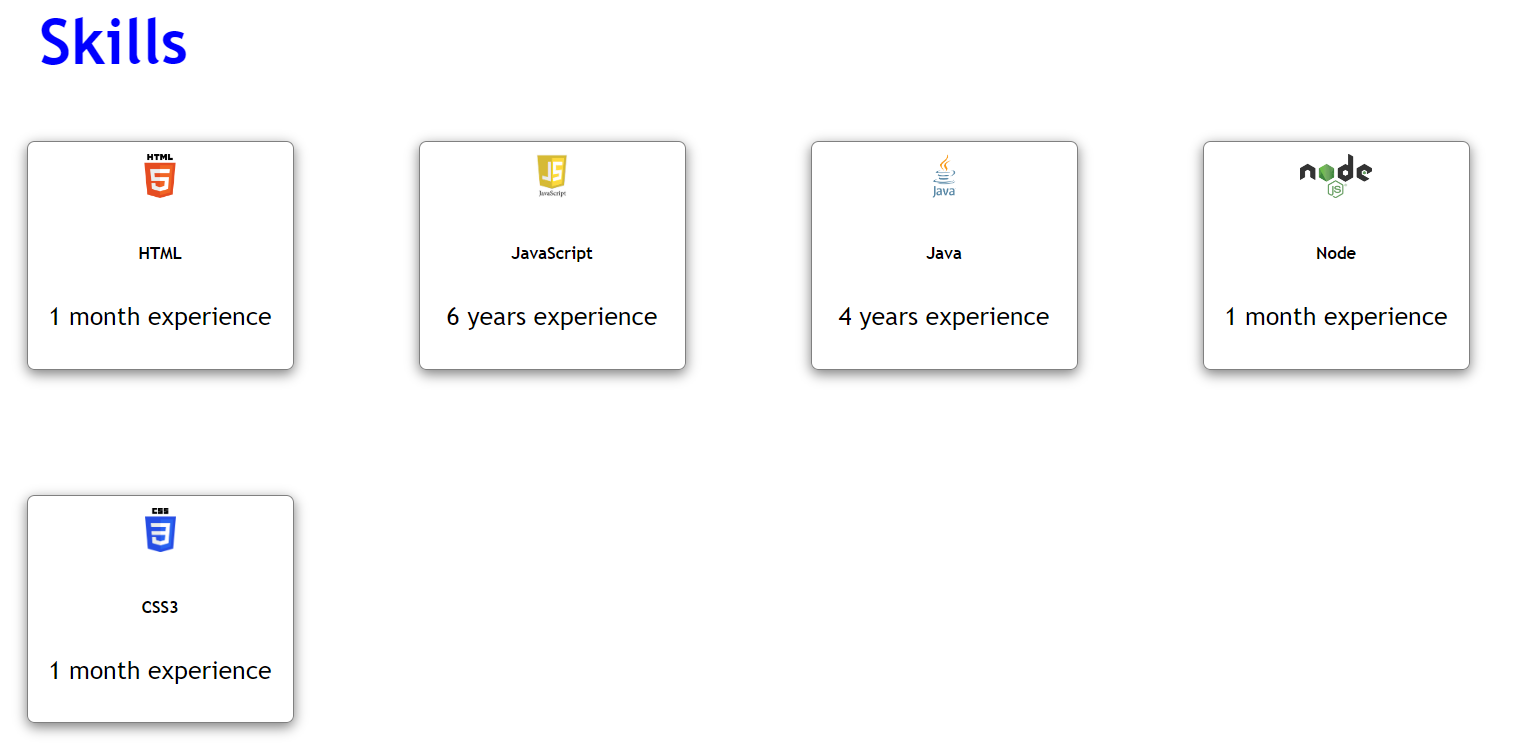 Skills
HTML
5
HTML
1 month experience
JS
JavaScript
JavaScript
6 years experience
Java
Java
4 years experience
node
JS
Node
1 month experience
CSS
3
CSS3
1 month experience